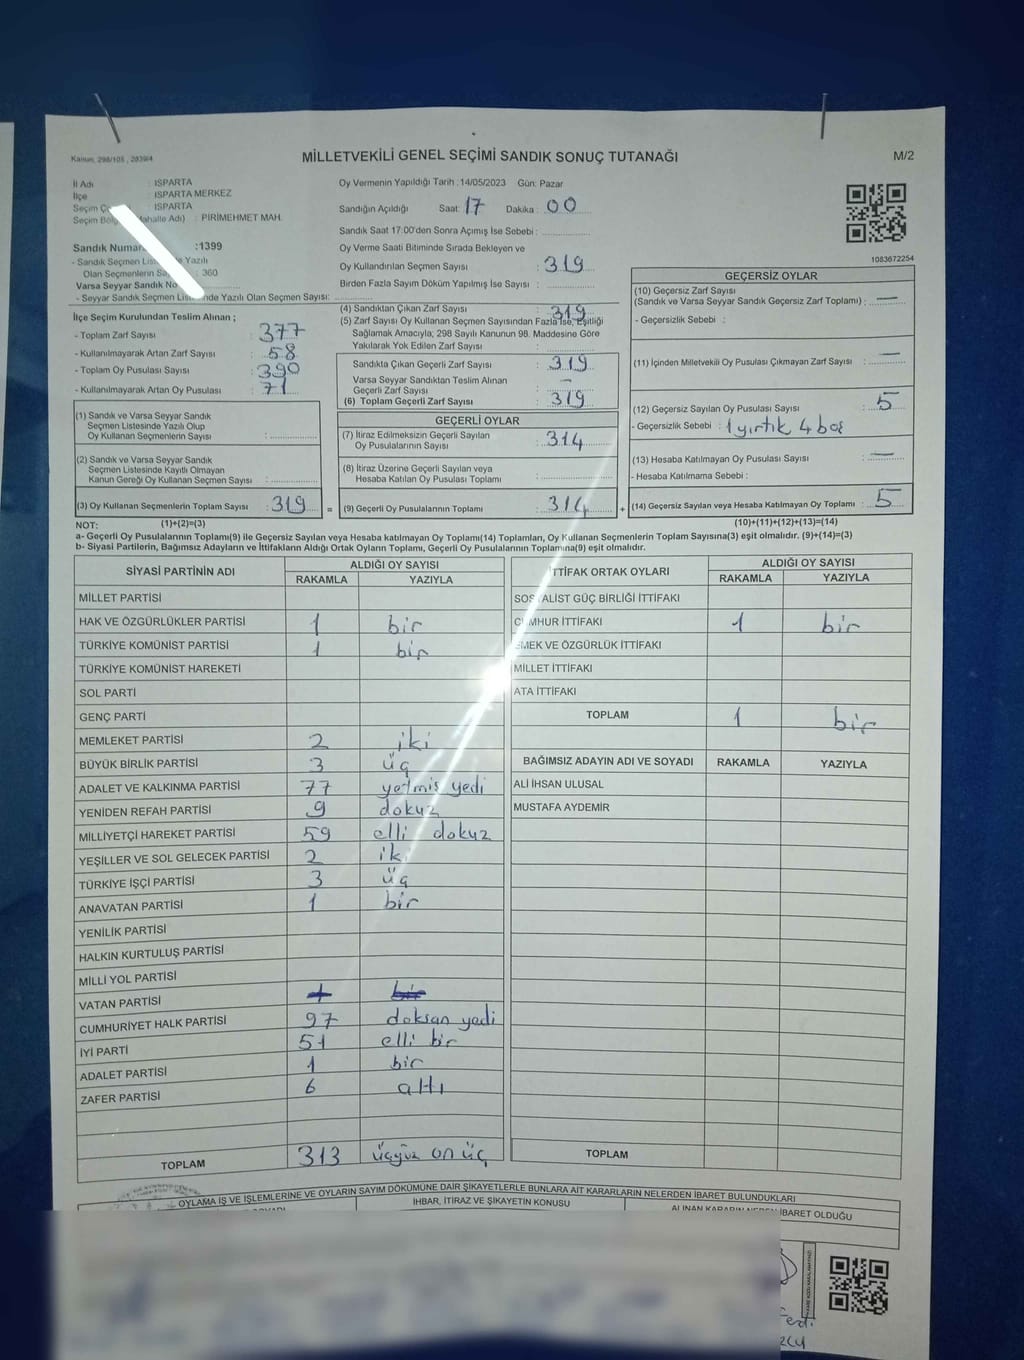 Kanun, 298/105 , 2839/4
MİLLETVEKİLİ GENEL SEÇİMİ SANDIK SONUÇ TUTANAĞI
M/2
İl Adı : ISPARTA
İlçe : ISPARTA MERKEZ
Seçim : ISPARTA
Seçim Mahalle Adı) : PİRİMEHMET MAH.
Sandık :1399
- Sandık Seçmen Yazılı
Olan Seçmenlerin : 360
Varsa Seyyar Sandık
- Seyyar Sandık Seçmen Yazılı Olan Seçmen Sayısı:
Oy Vermenin Yapıldığı Tarih :14/05/2023 Gün: Pazar
Sandığın Açıldığı Saat: 17 Dakika : 00
Sandık Saat 17:00'den Sonra Açımış İse Sebebi :
Oy Verme Saati Bitiminde Sırada Bekleyen ve
Oy Kullandırılan Seçmen Sayısı : 319
Birden Fazla Sayım Döküm Yapılmış İse Sayısı :
1083672254
İlçe Seçim Kurulundan Teslim Alınan ;
- Toplam Zarf Sayısı : 377
- Kullanılmayarak Artan Zarf Sayısı : 58
- Toplam Oy Pusulası Sayısı : 390
- Kullanılmayarak Artan Oy Pusulası : 71
(1) Sandık ve Varsa Seyyar Sandık
Seçmen Listesinde Yazılı Olup
Oy Kullanan Seçmenlerin Sayısı :
(2) Sandık ve Varsa Seyyar Sandık
Seçmen Listesinde Kayıtlı Olmayan
Kanun Gereği Oy Kullanan Seçmen Sayısı :
(3) Oy Kullanan Seçmenlerin Toplam Sayısı : 319 =
(4) Sandıktan Çıkan Zarf Sayısı : 319
(5) Zarf Sayısı Oy Kullanan Seçmen Sayısından Fazla İse, Eşitliği
Sağlamak Amacıyla, 298 Sayılı Kanunun 98. Maddesine Göre
Yakılarak Yok Edilen Zarf Sayısı :
Sandıkta Çıkan Geçerli Zarf Sayısı : 319
Varsa Seyyar Sandıktan Teslim Alınan
Geçerli Zarf Sayısı : -
(6) Toplam Geçerli Zarf Sayısı : 319
GEÇERLİ OYLAR
(7) İtiraz Edilmeksizin Geçerli Sayılan
Oy Pusulalarının Sayısı : 314
(8) İtiraz Üzerine Geçerli Sayılan veya
Hesaba Katılan Oy Pusulası Toplamı :
(9) Geçerli Oy Pusulalarının Toplamı : 314 +
GEÇERSİZ OYLAR
(10) Geçersiz Zarf Sayısı
(Sandık ve Varsa Seyyar Sandık Geçersiz Zarf Toplamı) : —
- Geçersizlik Sebebi :
(11) İçinden Milletvekili Oy Pusulası Çıkmayan Zarf Sayısı : —
(12) Geçersiz Sayılan Oy Pusulası Sayısı : 5
- Geçersizlik Sebebi : 1 yırtık 4 boş
(13) Hesaba Katılmayan Oy Pusulası Sayısı : —
- Hesaba Katılmama Sebebi :
(14) Geçersiz Sayılan veya Hesaba Katılmayan Oy Toplamı : 5
NOT: (1)+(2)=(3) (10)+(11)+(12)+(13)=(14)
a- Geçerli Oy Pusulalarının Toplamı(9) ile Geçersiz Sayılan veya Hesaba katılmayan Oy Toplamı(14) Toplamları, Oy Kullanan Seçmenlerin Toplam Sayısına(3) eşit olmalıdır. (9)+(14)=(3)
b- Siyasi Partilerin, Bağımsız Adayların ve İttifakların Aldığı Ortak Oyların Toplamı, Geçerli Oy Pusulalarının Toplamına(9) eşit olmalıdır.
SİYASİ PARTİNİN ADI ALDIĞI OY SAYISI
RAKAMLA YAZIYLA
MİLLET PARTİSİ
HAK VE ÖZGÜRLÜKLER PARTİSİ 1 bir
TÜRKİYE KOMÜNİST PARTİSİ 1 bir
TÜRKİYE KOMÜNİST HAREKETİ
SOL PARTİ
GENÇ PARTİ
MEMLEKET PARTİSİ 2 iki
BÜYÜK BİRLİK PARTİSİ 3 üç
ADALET VE KALKINMA PARTİSİ 77 yetmiş yedi
YENİDEN REFAH PARTİSİ 9 dokuz
MİLLİYETÇİ HAREKET PARTİSİ 59 elli dokuz
YEŞİLLER VE SOL GELECEK PARTİSİ 2 iki
TÜRKİYE İŞÇİ PARTİSİ 3 üç
ANAVATAN PARTİSİ 1 bir
YENİLİK PARTİSİ
HALKIN KURTULUŞ PARTİSİ
MİLLİ YOL PARTİSİ
VATAN PARTİSİ 1 bir
CUMHURİYET HALK PARTİSİ 97 doksan yedi
İYİ PARTİ 51 elli bir
ADALET PARTİSİ 1 bir
ZAFER PARTİSİ 6 altı
TOPLAM 313 üçyüz on üç
İTTİFAK ORTAK OYLARI ALDIĞI OY SAYISI
RAKAMLA YAZIYLA
SOSYALİST GÜÇ BİRLİĞİ İTTİFAKI
CUMHUR İTTİFAKI 1 bir
EMEK VE ÖZGÜRLÜK İTTİFAKI
MİLLET İTTİFAKI
ATA İTTİFAKI
TOPLAM 1 bir
BAĞIMSIZ ADAYIN ADI VE SOYADI RAKAMLA YAZIYLA
ALİ İHSAN ULUSAL
MUSTAFA AYDEMİR
TOPLAM
OYLAMA İŞ VE İŞLEMLERİNE VE OYLARIN SAYIM DÖKÜMÜNE DAİR ŞİKAYETLERLE BUNLARA AİT KARARLARIN NELERDEN İBARET BULUNDUKLARI
İHBAR, İTİRAZ VE ŞİKAYETİN KONUSU
İBARET OLDUĞU